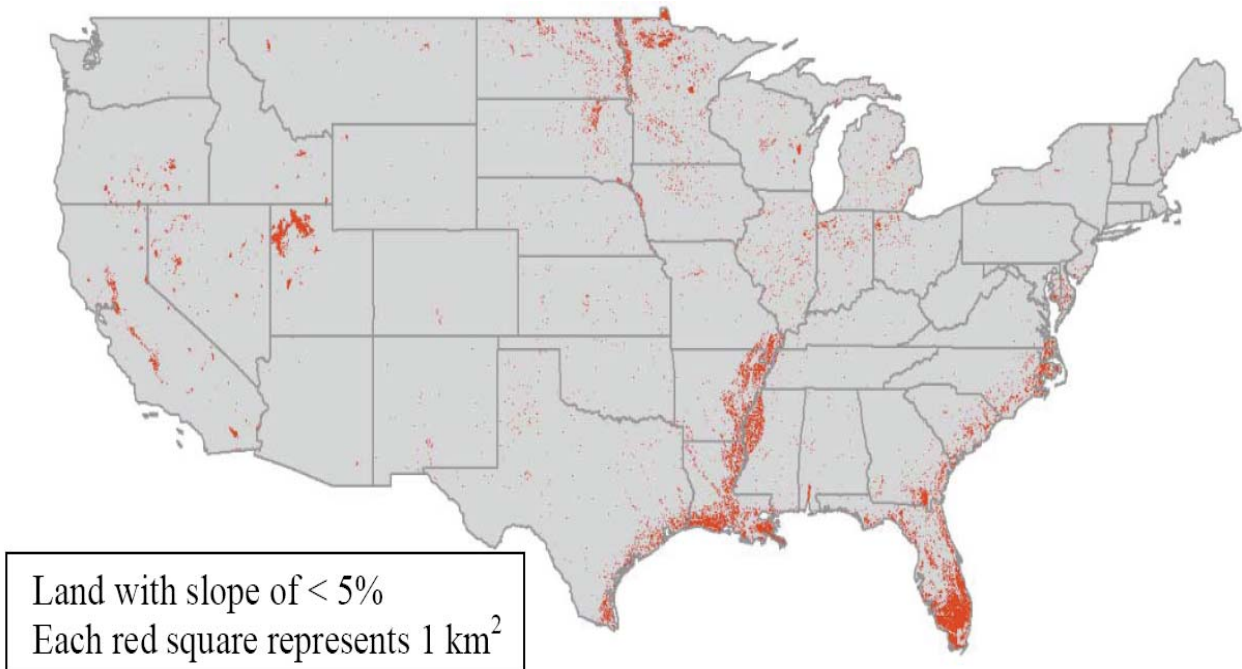 Land with slope of < 5%
Each red square represents 1 km²